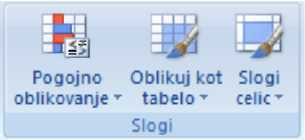 Pogojno
oblikovanje
Oblikuj kot
tabelo
Slogi
celic
Slogi